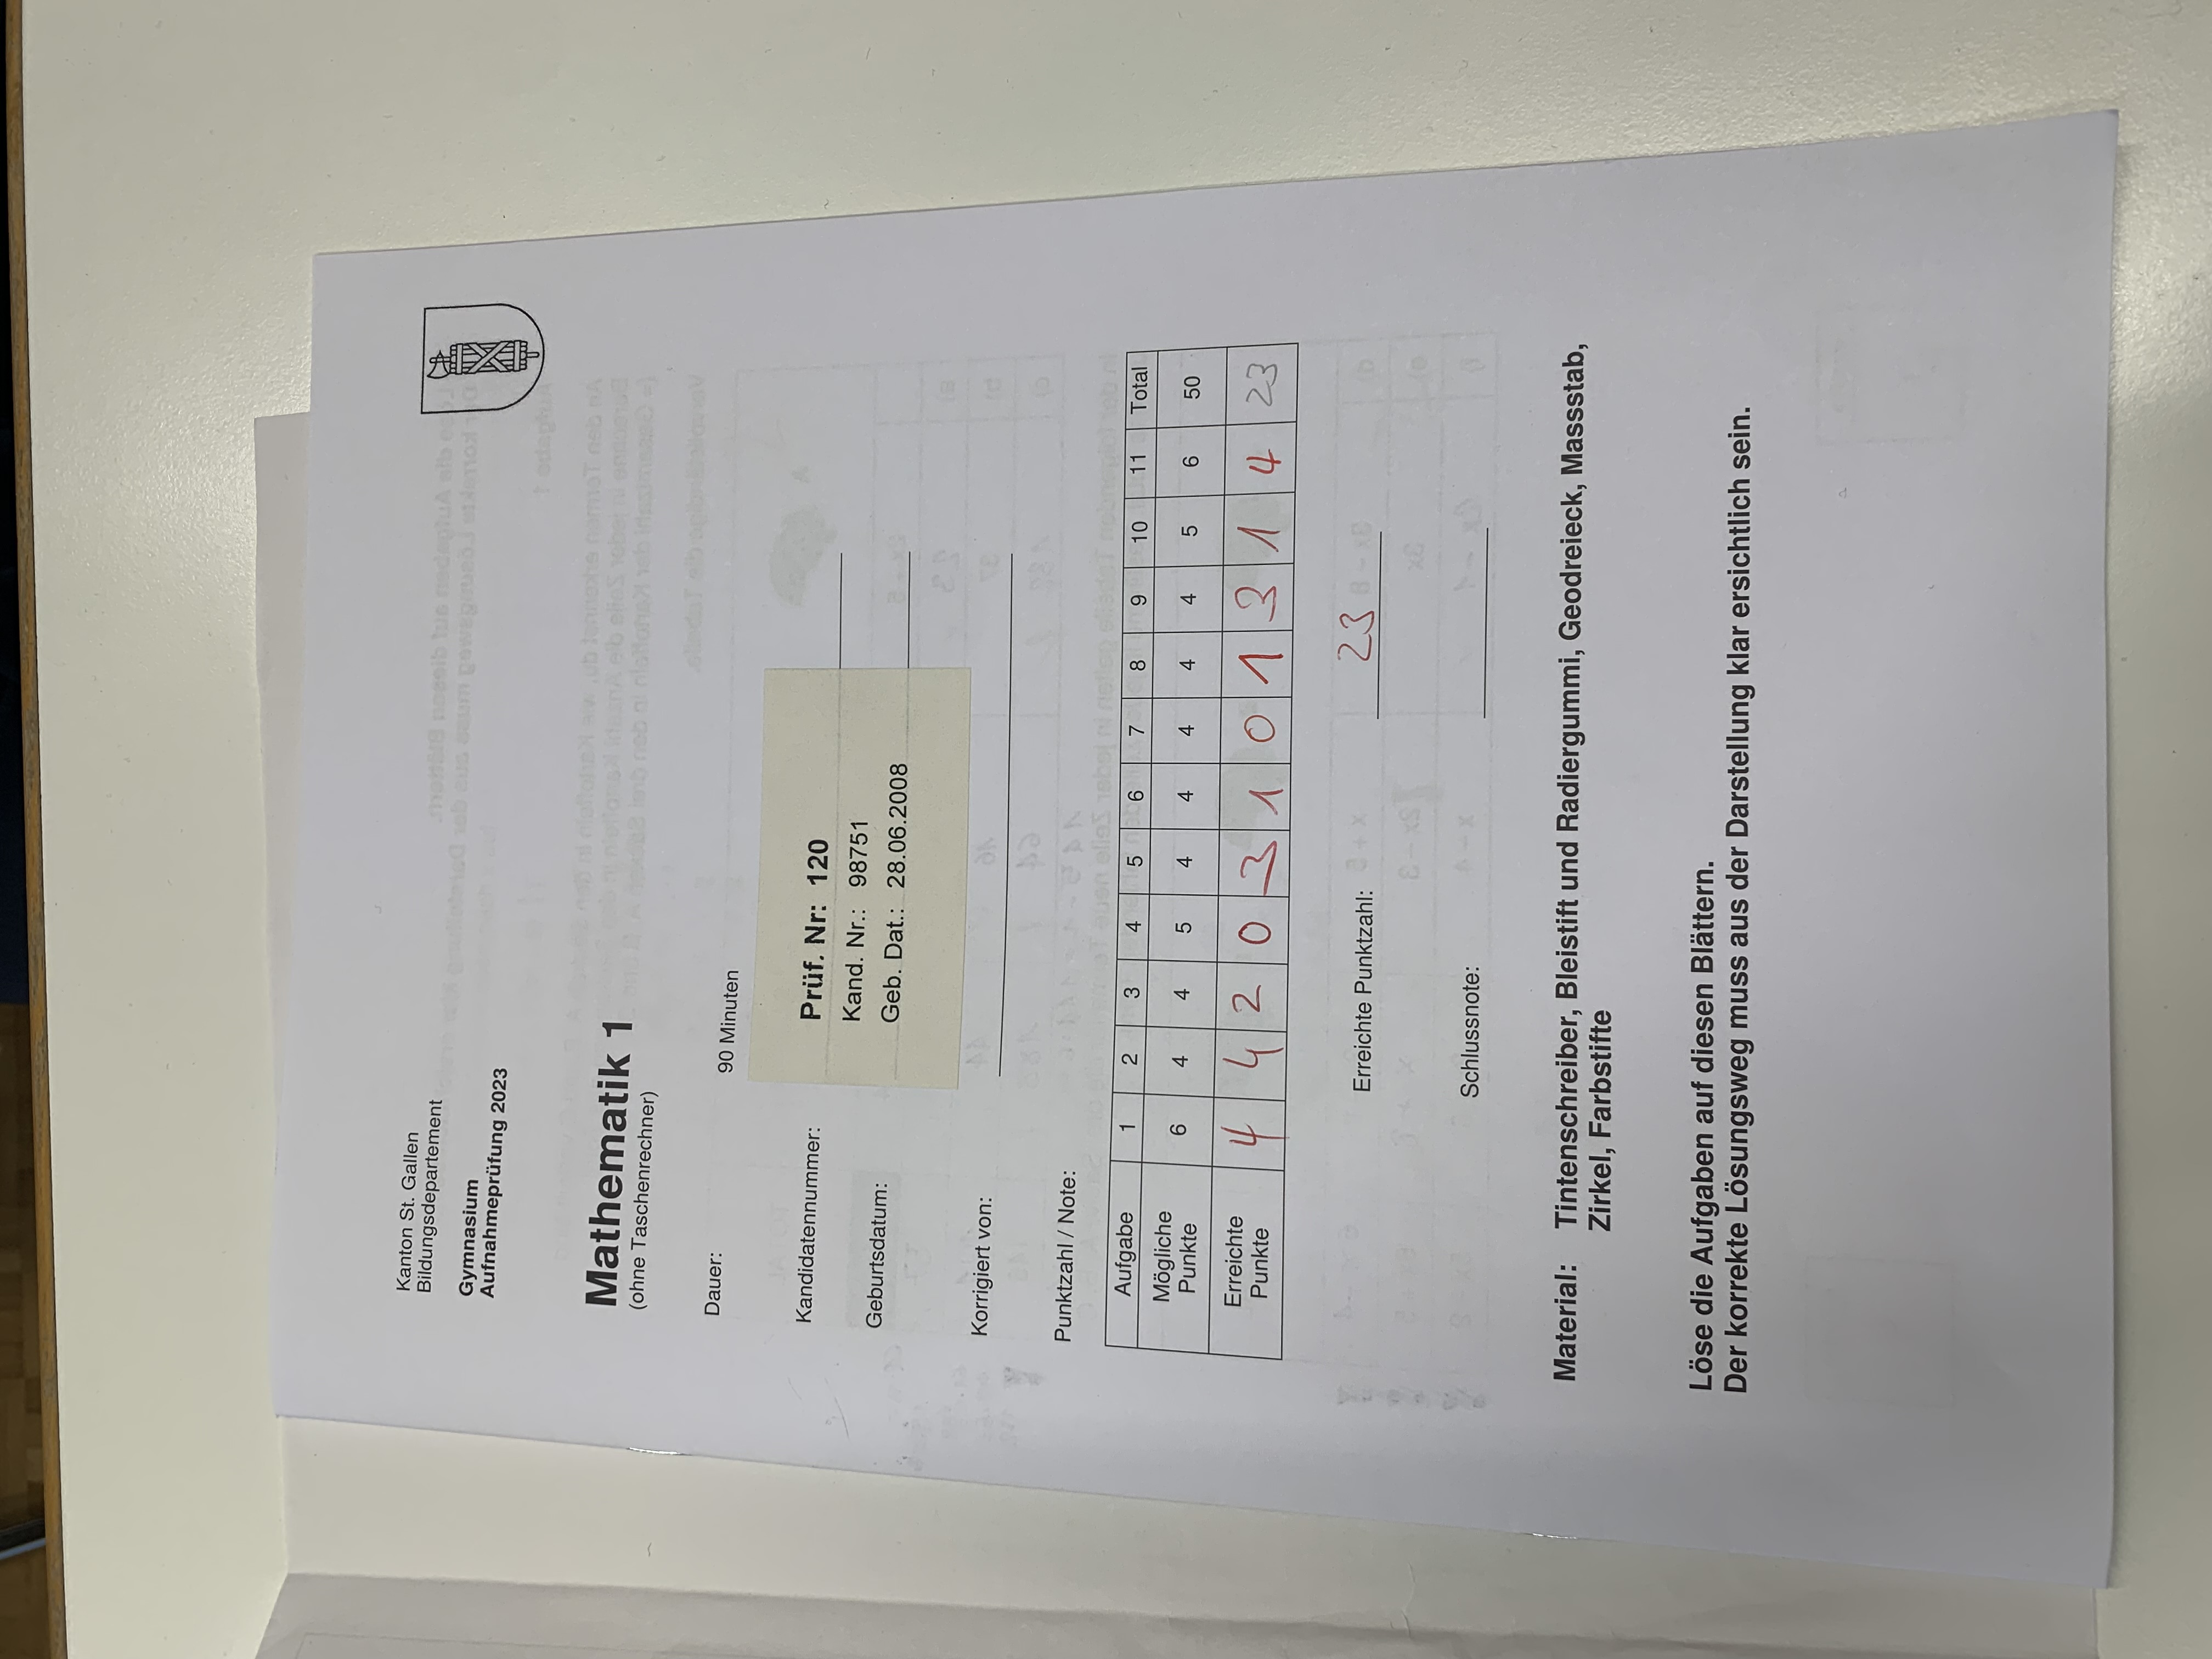 Kanton St. Gallen
Bildungsdepartement
Gymnasium
Aufnahmeprüfung 2023
Mathematik 1
(ohne Taschenrechner)
Dauer: 90 Minuten
Kandidatennummer:
Prüf. Nr: 120
Kand. Nr.: 98751
Geburtsdatum:
Geb. Dat.: 28.06.2008
Korrigiert von:
Punktzahl / Note:
Aufgabe 1 2 3 4 5 6 7 8 9 10 11 Total
Mögliche Punkte 6 4 4 5 4 4 4 4 4 5 6 50
Erreichte Punkte 4 4 2 0 3 1 0 1 3 1 4 23
Erreichte Punktzahl: 23
Schlussnote:
Material: Tintenschreiber, Bleistift und Radiergummi, Geodreieck, Massstab,
Zirkel, Farbstifte
Löse die Aufgaben auf diesen Blättern.
Der korrekte Lösungsweg muss aus der Darstellung klar ersichtlich sein.